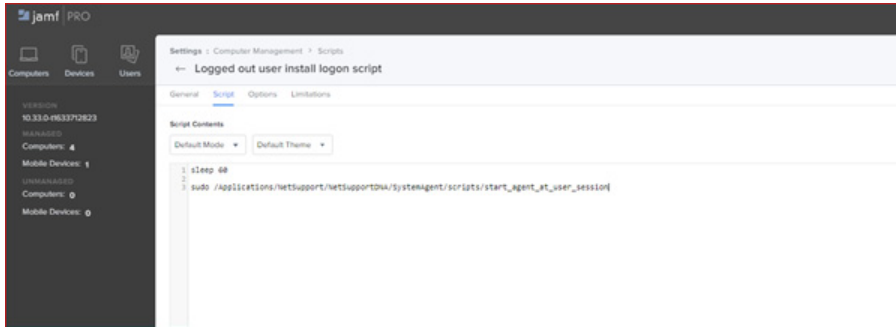 jamf PRO
Computers Devices Users
VERSION
10.33.0-t1633712823
MANAGED
Computers: 4
Mobile Devices: 1
UNMANAGED
Computers: 0
Mobile Devices: 0
Settings : Computer Management > Scripts
← Logged out user install logon script
General Script Options Limitations
Script Contents
Default Mode Default Theme
1 sleep 60
2
3 sudo /Applications/NetSupport/NetSupportDNA/SystemAgent/scripts/start_agent_at_user_session